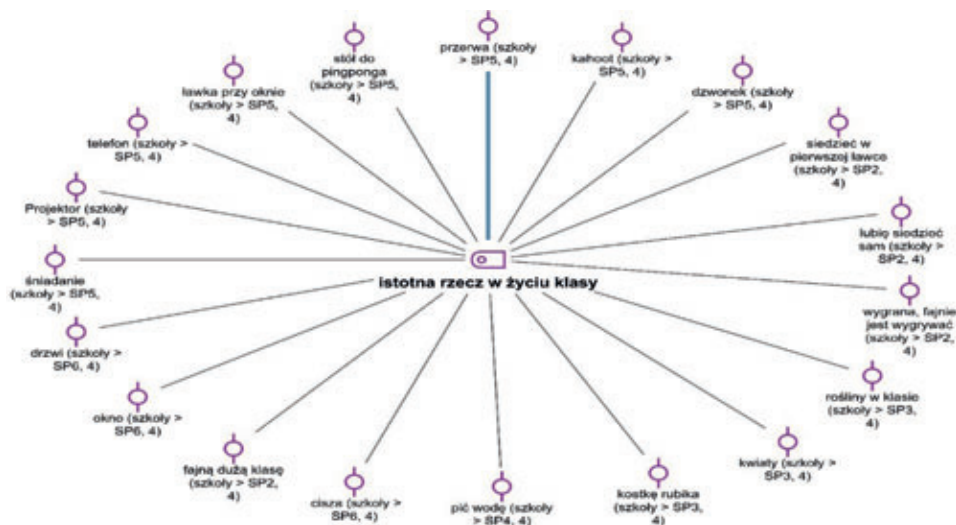 przerwa (szkoły
> SP5, 4)
kahoot (szkoły >
SP5, 4)
dzwonek (szkoły
> SP5, 4)
siedzieć w
pierwszej ławce
(szkoły > SP2,
4)
lubię siedzieć
sam (szkoły >
SP2, 4)
wygrana, fajnie
jest wygrywać
(szkoły > SP2,
4)
rośliny w klasie
(szkoły > SP3,
4)
kwiaty (szkoły >
SP3, 4)
kostkę rubika
(szkoły > SP3,
4)
pić wodę (szkoły
> SP4, 4)
cisza (szkoły >
SP6, 4)
fajną dużą klasę
(szkoły > SP2,
4)
okno (szkoły >
SP6, 4)
drzwi (szkoły >
SP6, 4)
śniadanie
(szkoły > SP5,
4)
Projektor (szkoły
> SP5, 4)
telefon (szkoły >
SP5, 4)
ławka przy oknie
(szkoły > SP5,
4)
stół do
pingponga
(szkoły > SP5,
4)
istotna rzecz w życiu klasy